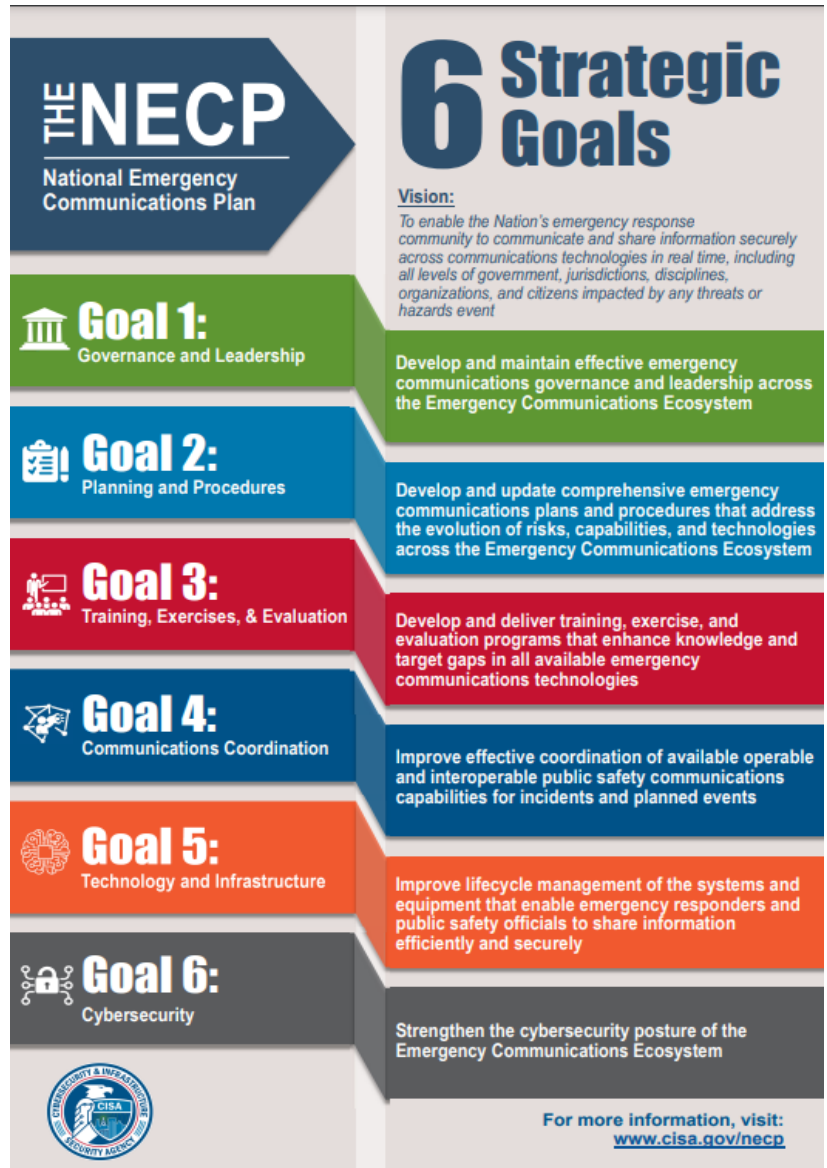 THE NECP
National Emergency
Communications Plan
6 Strategic
Goals
Vision:
To enable the Nation's emergency response
community to communicate and share information securely
across communications technologies in real time, including
all levels of government, jurisdictions, disciplines,
organizations, and citizens impacted by any threats or
hazards event
Goal 1:
Governance and Leadership
Develop and maintain effective emergency
communications governance and leadership across
the Emergency Communications Ecosystem
Goal 2:
Planning and Procedures
Develop and update comprehensive emergency
communications plans and procedures that address
the evolution of risks, capabilities, and technologies
across the Emergency Communications Ecosystem
Goal 3:
Training, Exercises, & Evaluation
Develop and deliver training, exercise, and
evaluation programs that enhance knowledge and
target gaps in all available emergency
communications technologies
Goal 4:
Communications Coordination
Improve effective coordination of available operable
and interoperable public safety communications
capabilities for incidents and planned events
Goal 5:
Technology and Infrastructure
Improve lifecycle management of the systems and
equipment that enable emergency responders and
public safety officials to share information
efficiently and securely
Goal 6:
Cybersecurity
Strengthen the cybersecurity posture of the
Emergency Communications Ecosystem
CYBERSECURITY & INFRASTRUCTURE
CISA
SECURITY AGENCY
For more information, visit:
www.cisa.gov/necp